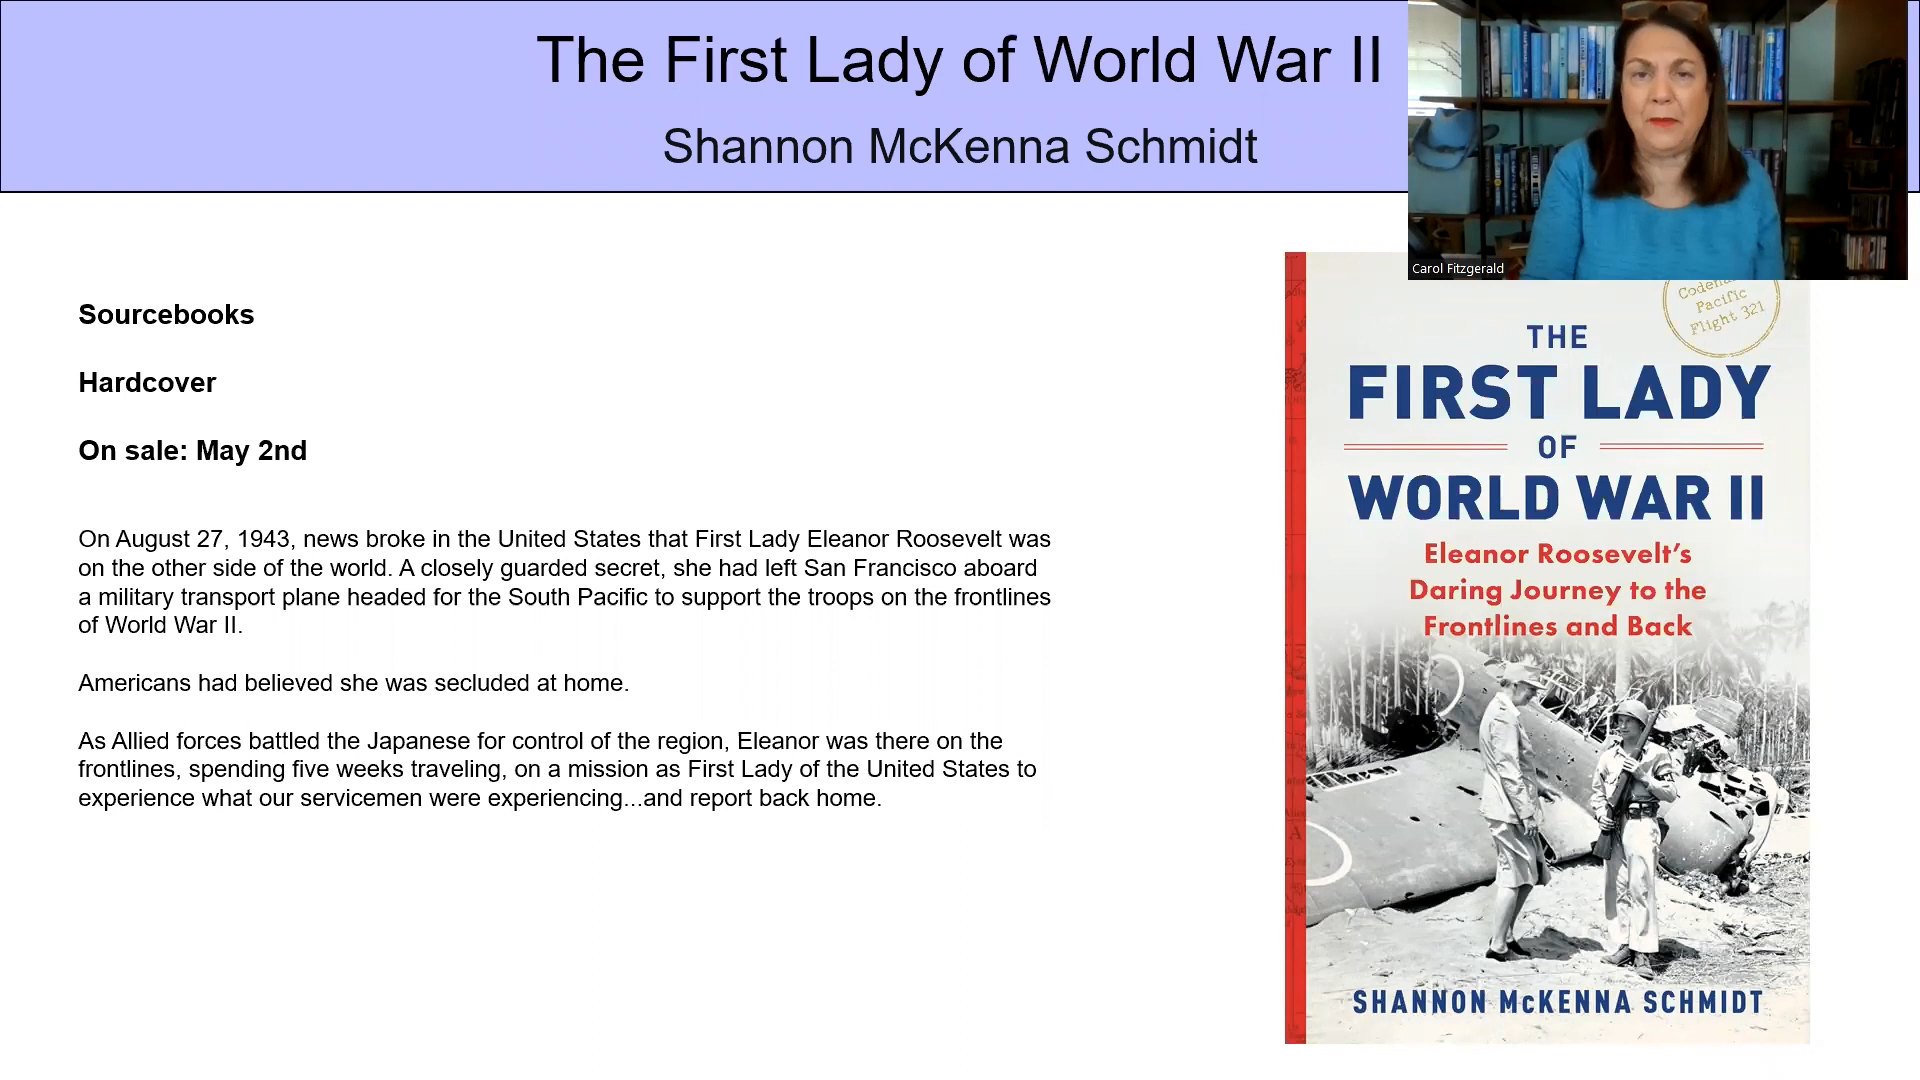 The First Lady of World War II
Shannon McKenna Schmidt
Carol Fitzgerald
Sourcebooks
Hardcover
On sale: May 2nd
On August 27, 1943, news broke in the United States that First Lady Eleanor Roosevelt was
on the other side of the world. A closely guarded secret, she had left San Francisco aboard
a military transport plane headed for the South Pacific to support the troops on the frontlines
of World War II.
Americans had believed she was secluded at home.
As Allied forces battled the Japanese for control of the region, Eleanor was there on the
frontlines, spending five weeks traveling, on a mission as First Lady of the United States to
experience what our servicemen were experiencing...and report back home.
Pacific
Flight 321
THE
FIRST LADY
OF
WORLD WAR II
Eleanor Roosevelt's
Daring Journey to the
Frontlines and Back
SHANNON McKENNA SCHMIDT